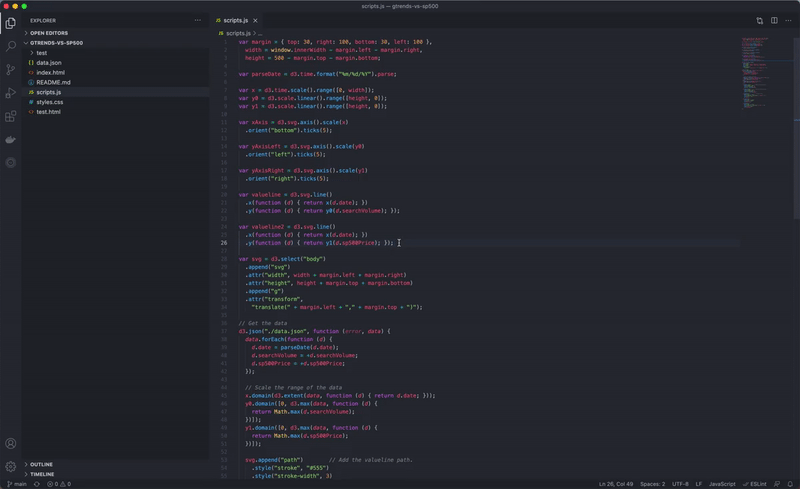 scripts.js — gtrends-vs-sp500
EXPLORER
OPEN EDITORS
GTRENDS-VS-SP500
test
data.json
index.html
README.md
scripts.js
styles.css
test.html
OUTLINE
TIMELINE
JS scripts.js
JS scripts.js > ...
var margin = { top: 30, right: 100, bottom: 30, left: 100 },
width = window.innerWidth - margin.left - margin.right,
height = 500 - margin.top - margin.bottom;
var parseDate = d3.time.format("%m/%d/%Y").parse;
var x = d3.time.scale().range([0, width]);
var y0 = d3.scale.linear().range([height, 0]);
var y1 = d3.scale.linear().range([height, 0]);
var xAxis = d3.svg.axis().scale(x)
.orient("bottom").ticks(5);
var yAxisLeft = d3.svg.axis().scale(y0)
.orient("left").ticks(5);
var yAxisRight = d3.svg.axis().scale(y1)
.orient("right").ticks(5);
var valueline = d3.svg.line()
.x(function (d) { return x(d.date); })
.y(function (d) { return y0(d.searchVolume); });
var valueline2 = d3.svg.line()
.x(function (d) { return x(d.date); })
26 .y(function (d) { return y1(d.sp500Price); });
var svg = d3.select("body")
.append("svg")
.attr("width", width + margin.left + margin.right)
.attr("height", height + margin.top + margin.bottom)
.append("g")
.attr("transform",
"translate(" + margin.left + "," + margin.top + ")");
// Get the data
d3.json("./data.json", function (error, data) {
data.forEach(function (d) {
d.date = parseDate(d.date);
d.searchVolume = +d.searchVolume;
d.sp500Price = +d.sp500Price;
});
// Scale the range of the data
x.domain(d3.extent(data, function (d) { return d.date; }));
y0.domain([0, d3.max(data, function (d) {
return Math.max(d.searchVolume);
})]);
y1.domain([0, d3.max(data, function (d) {
return Math.max(d.sp500Price);
})]);
svg.append("path") // Add the valueline path.
.style("stroke", "#555")
.style("stroke-width", 3)
main 0 0
Ln 26, Col 49 Spaces: 2 UTF-8 LF JavaScript ESLint